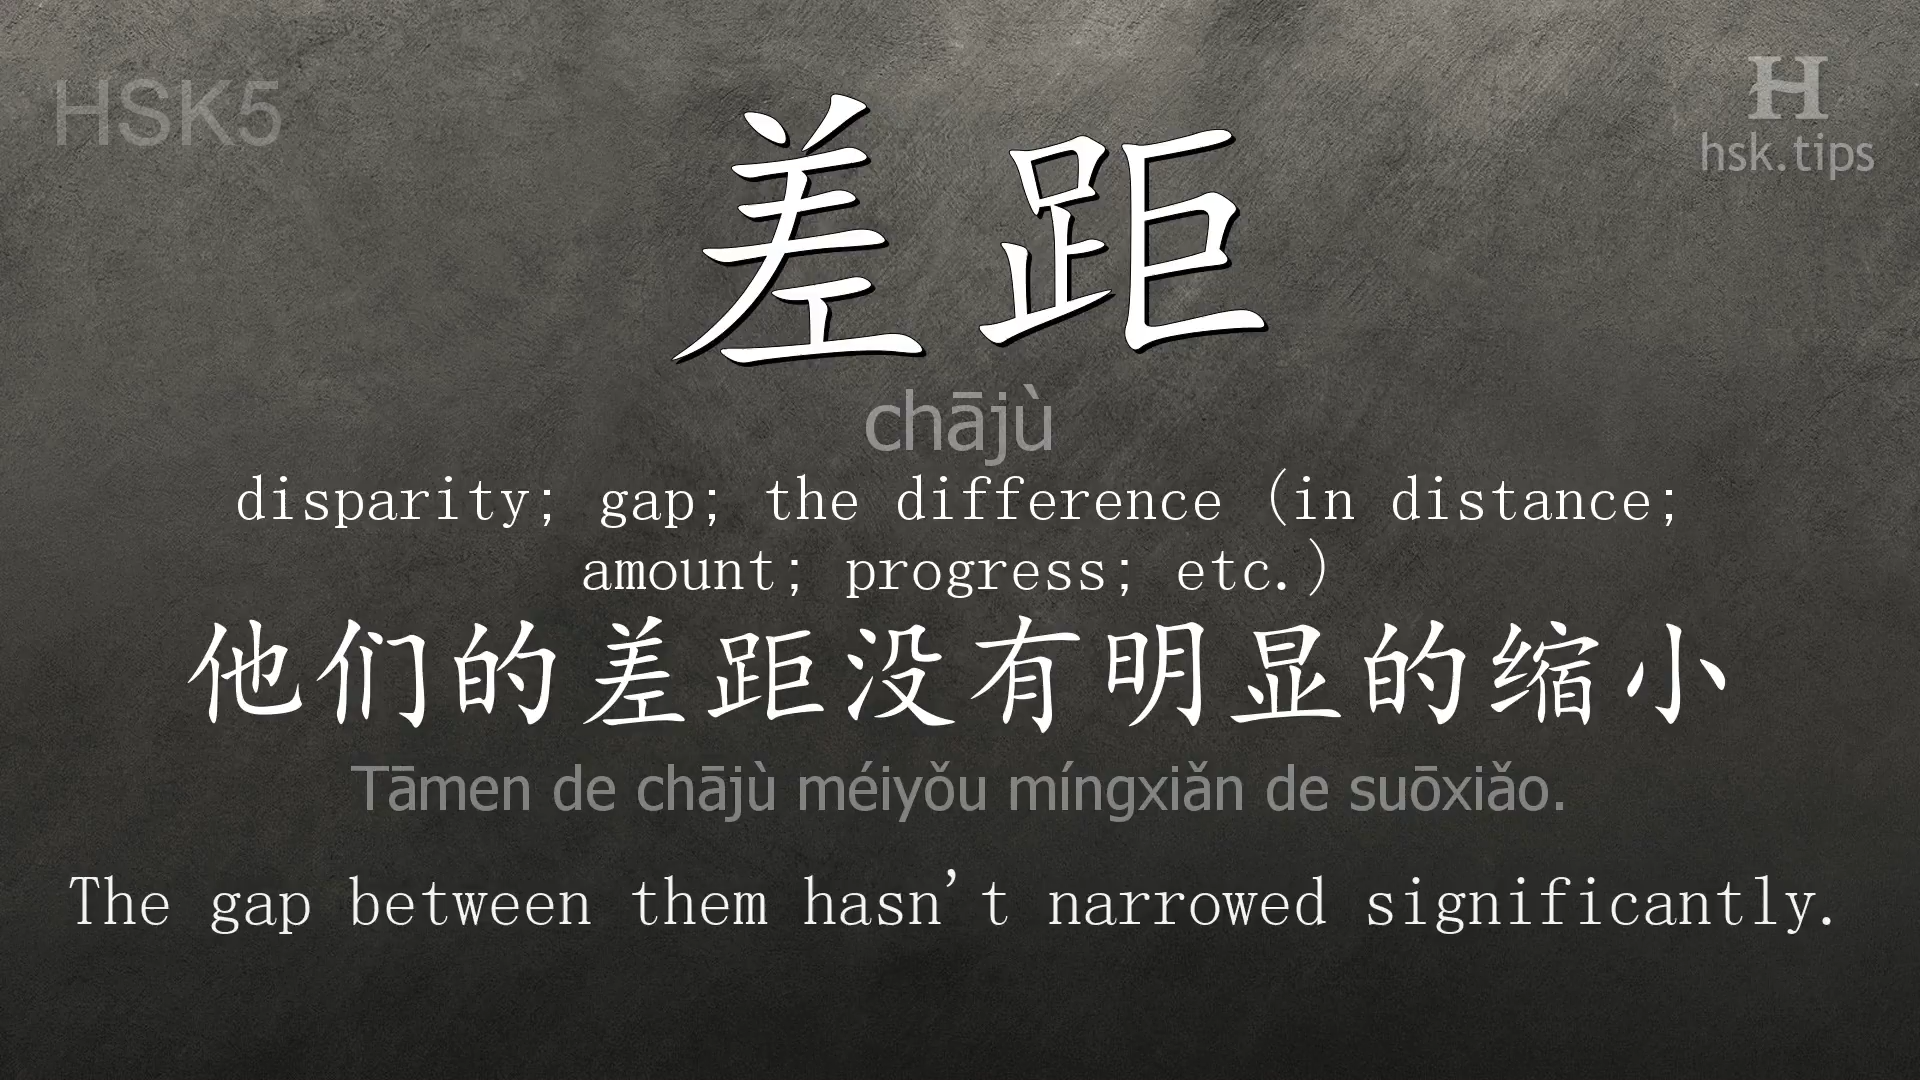 HSK5
H
hsk.tips
差距
chājù
disparity; gap; the difference (in distance;
amount; progress; etc.)
他们的差距没有明显的缩小
Tāmen de chājù méiyǒu míngxiǎn de suōxiǎo.
The gap between them hasn't narrowed significantly.